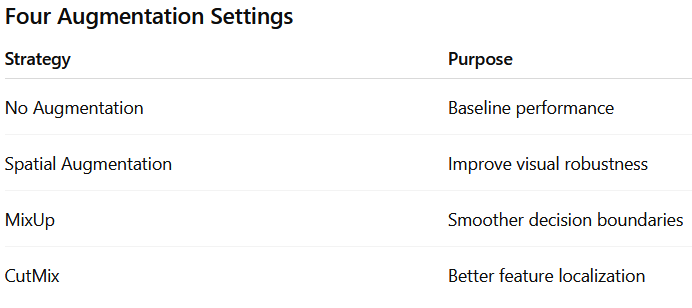 Four Augmentation Settings
Strategy Purpose
No Augmentation Baseline performance
Spatial Augmentation Improve visual robustness
MixUp Smoother decision boundaries
CutMix Better feature localization